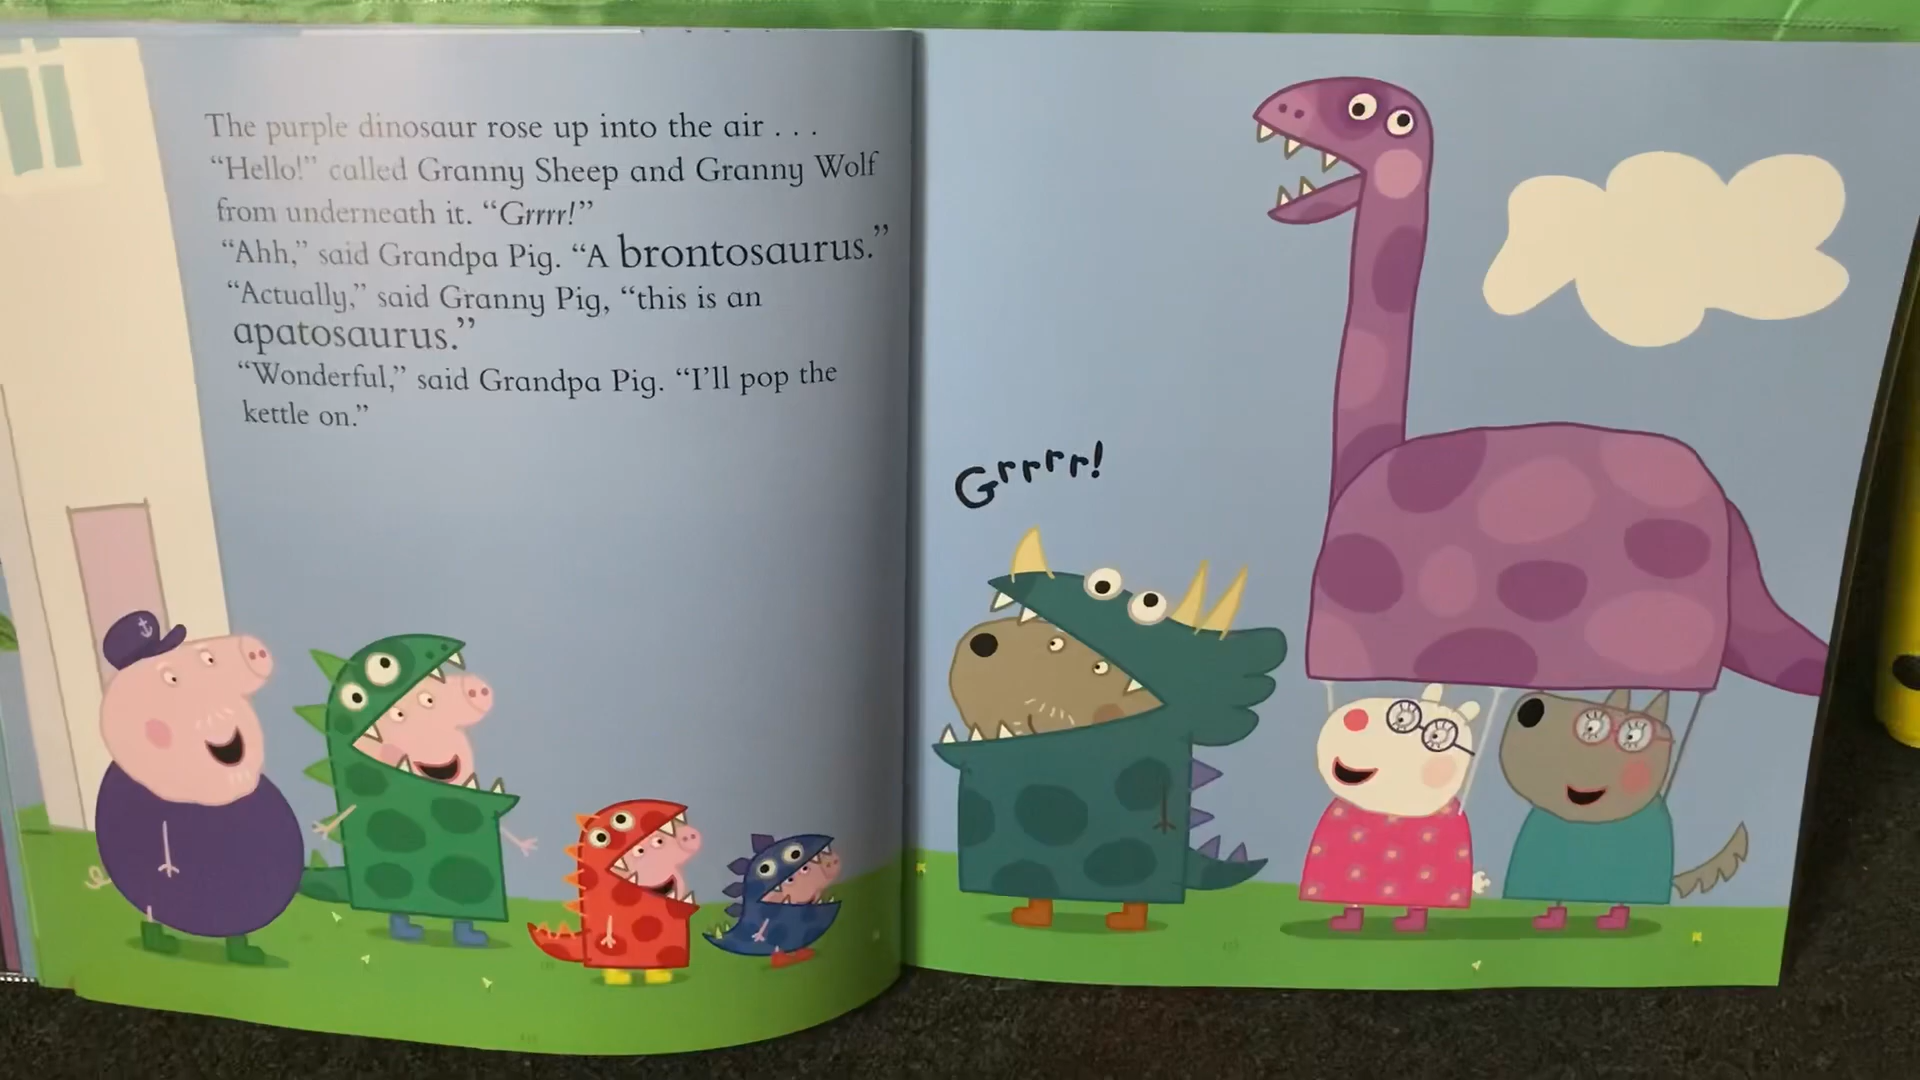 The purple dinosaur rose up into the air . . .
“Hello!” called Granny Sheep and Granny Wolf
from underneath it. “Grrrr!”
“Ahh,” said Grandpa Pig. “A brontosaurus.”
“Actually,” said Granny Pig, “this is an
apatosaurus.”
“Wonderful,” said Grandpa Pig. “I’ll pop the
kettle on.”
Grrrr!